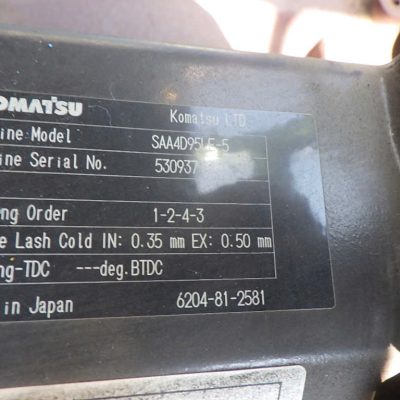 OMATSU Komatsu LTD
ine Model SAA4D95LE-5
ine Serial No. 530937
ng Order 1-2-4-3
e Lash Cold IN: 0.35 mm EX: 0.50 mm
ng-TDC ---deg.BTDC
in Japan 6204-81-2581